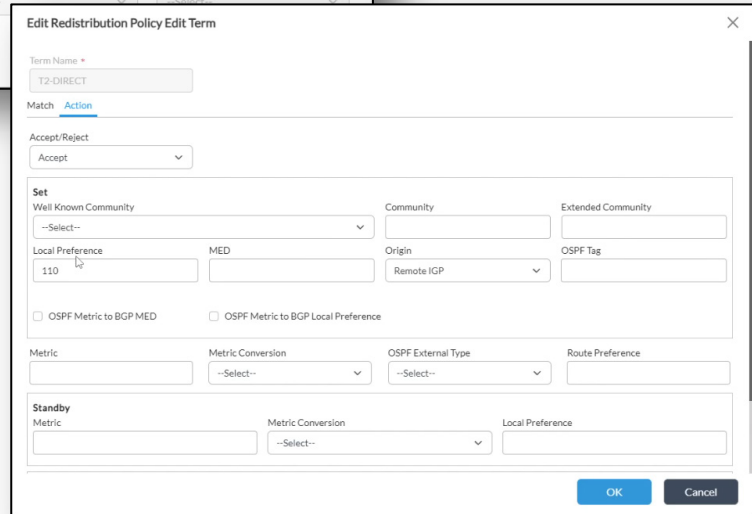 --Select--
Edit Redistribution Policy Edit Term
Term Name *
T2-DIRECT
Match Action
Accept/Reject
Accept
Set
Well Known Community Community Extended Community
--Select--
Local Preference MED Origin OSPF Tag
110 Remote IGP
OSPF Metric to BGP MED OSPF Metric to BGP Local Preference
Metric Metric Conversion OSPF External Type Route Preference
--Select-- --Select--
Standby
Metric Metric Conversion Local Preference
--Select--
OK Cancel